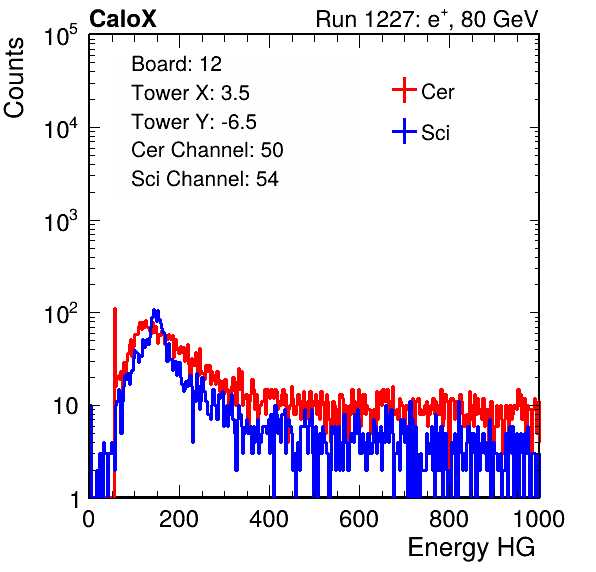 CaloX Run 1227: e⁺, 80 GeV
Counts
Board: 12
Tower X: 3.5
Tower Y: -6.5
Cer Channel: 50
Sci Channel: 54
Cer
Sci
10⁵
10⁴
10³
10²
10
1
0 200 400 600 800 1000
Energy HG